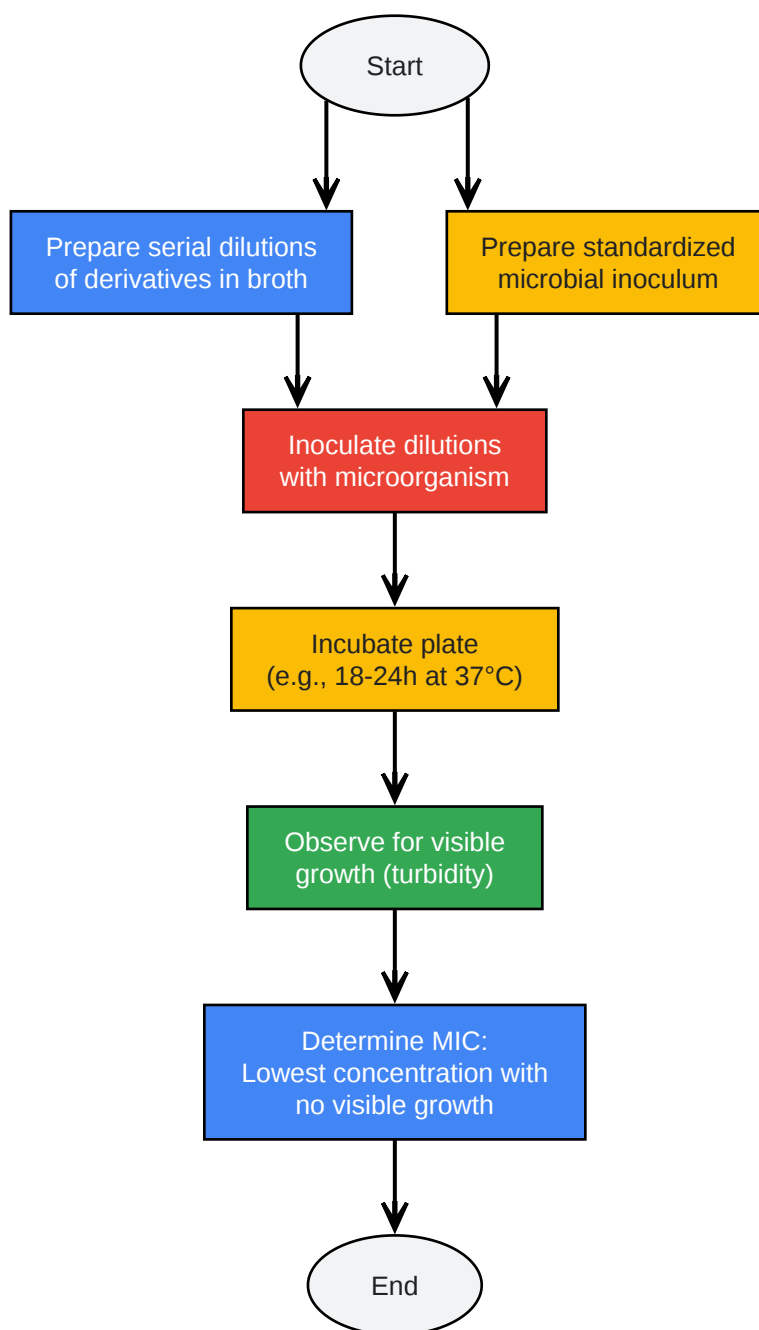 Start
Prepare serial dilutions
of derivatives in broth
Prepare standardized
microbial inoculum
Inoculate dilutions
with microorganism
Incubate plate
(e.g., 18-24h at 37°C)
Observe for visible
growth (turbidity)
Determine MIC:
Lowest concentration with
no visible growth
End